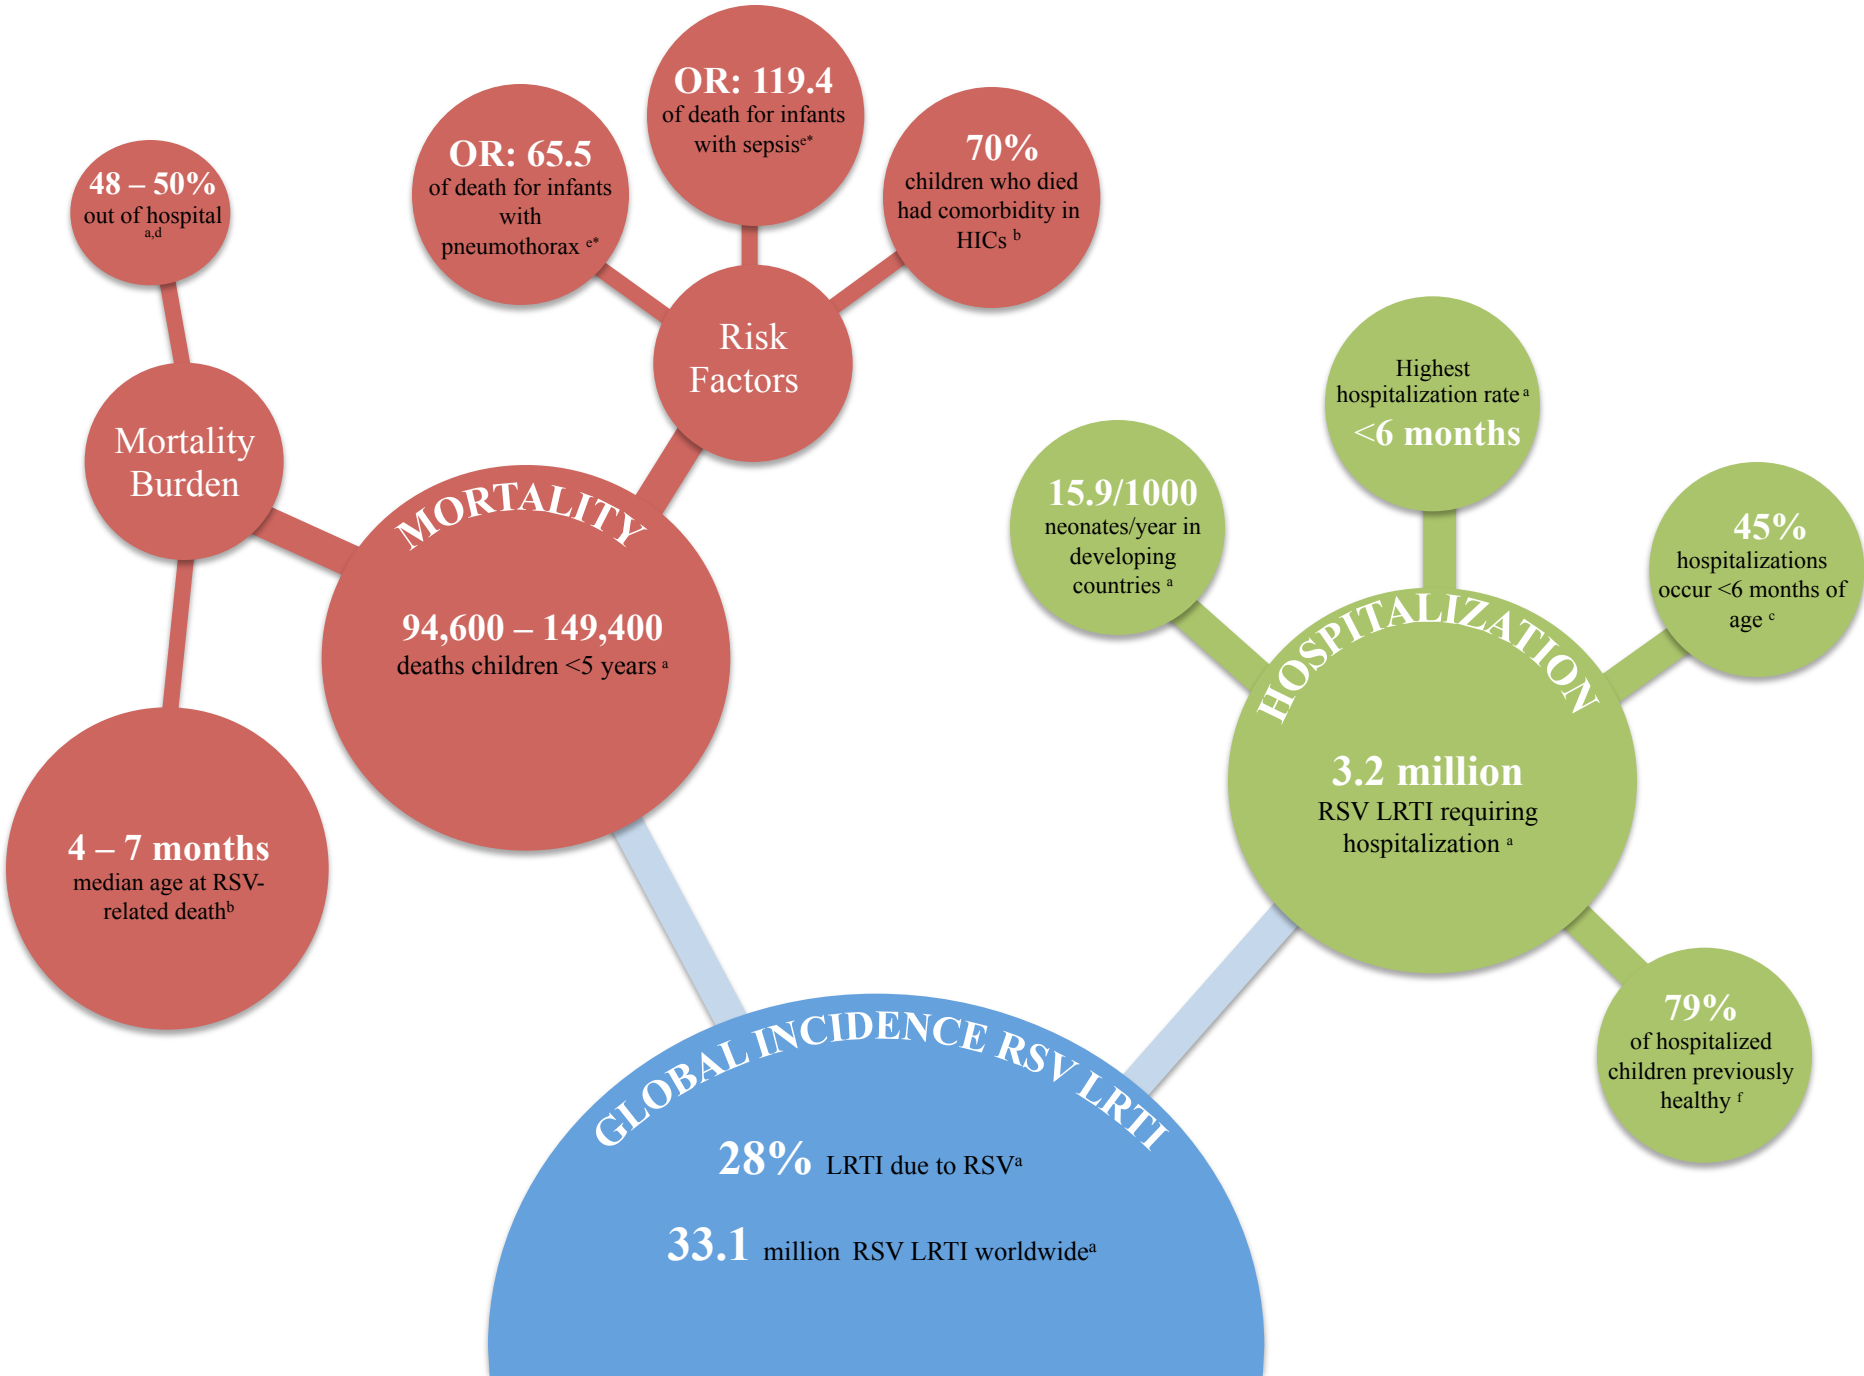 48 – 50%
out of hospital
a,d
OR: 65.5
of death for infants
with
pneumothorax e*
OR: 119.4
of death for infants
with sepsise*
70%
children who died
had comorbidity in
HICs b
Risk
Factors
Mortality
Burden
MORTALITY
94,600 – 149,400
deaths children <5 years a
4 – 7 months
median age at RSV-
related deathb
Highest
hospitalization rate a
<6 months
15.9/1000
neonates/year in
developing
countries a
45%
hospitalizations
occur <6 months of
age c
HOSPITALIZATION
3.2 million
RSV LRTI requiring
hospitalization a
79%
of hospitalized
children previously
healthy f
GLOBAL INCIDENCE RSV LRTI
28% LRTI due to RSVa
33.1 million RSV LRTI worldwidea